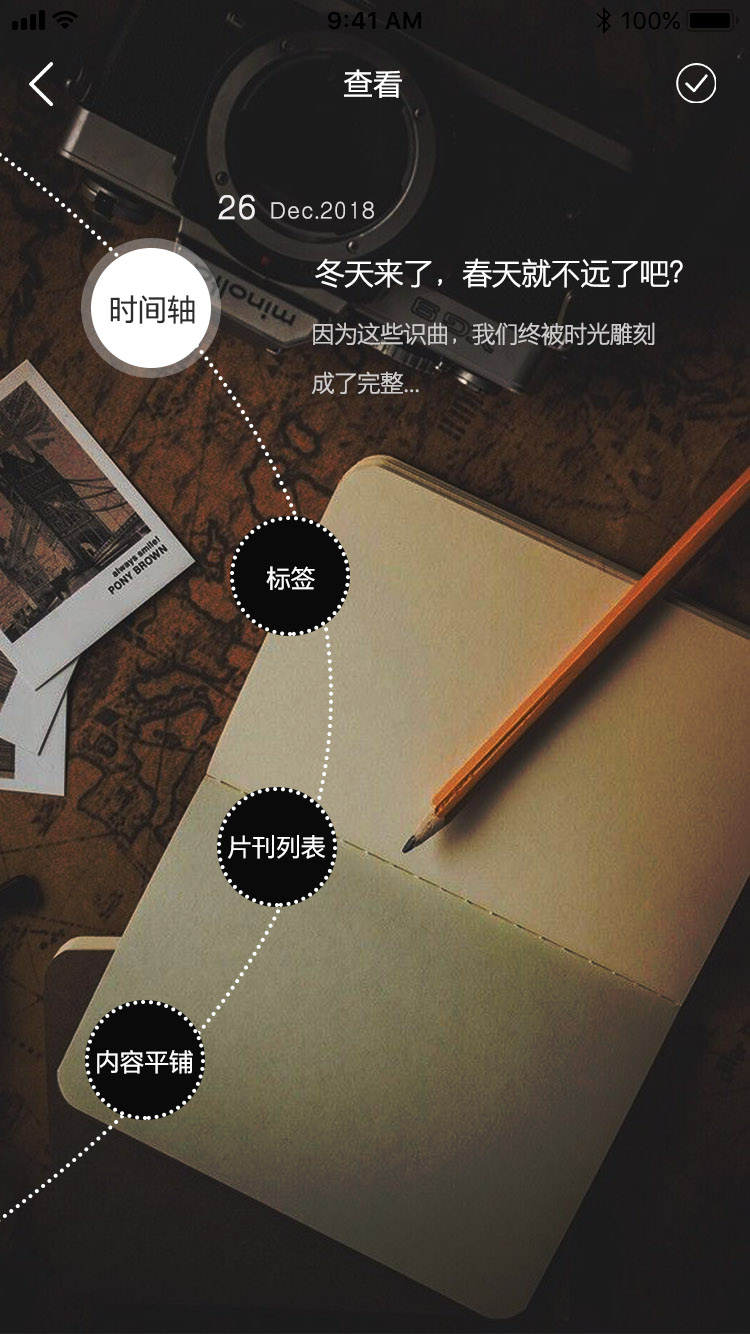 9:41 AM
100%
查看
26 Dec.2018
冬天来了，春天就不远了吧?
时间轴
minolta
因为这些识曲，我们终被时光雕刻
成了完整...
always smile!
PONY BROWN
标签
片刊列表
内容平铺